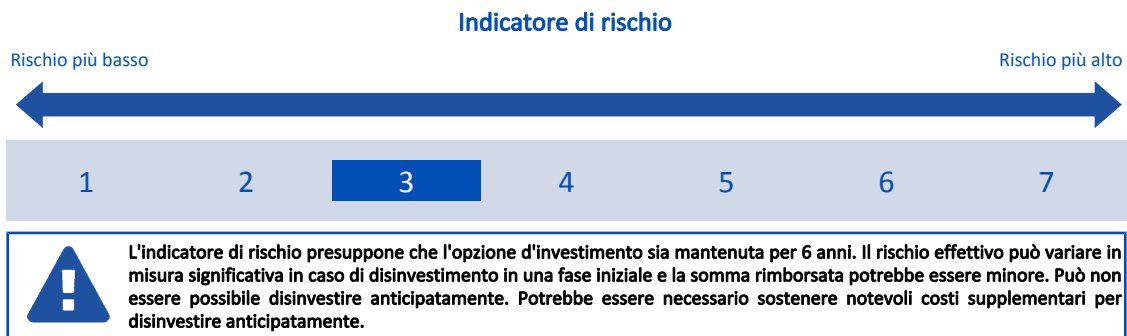 Indicatore di rischio
Rischio più basso
Rischio più alto
1 2 3 4 5 6 7
L'indicatore di rischio presuppone che l'opzione d'investimento sia mantenuta per 6 anni. Il rischio effettivo può variare in
misura significativa in caso di disinvestimento in una fase iniziale e la somma rimborsata potrebbe essere minore. Può non
essere possibile disinvestire anticipatamente. Potrebbe essere necessario sostenere notevoli costi supplementari per
disinvestire anticipatamente.